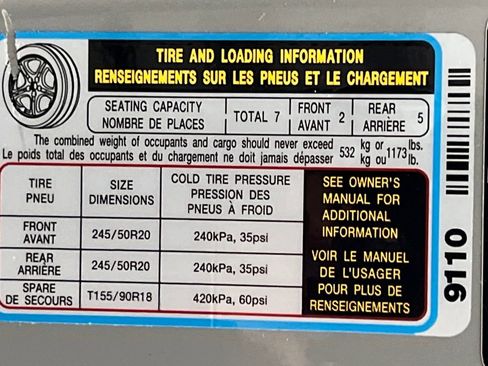 TIRE AND LOADING INFORMATION
RENSEIGNEMENTS SUR LES PNEUS ET LE CHARGEMENT
SEATING CAPACITY
NOMBRE DE PLACES
TOTAL 7
FRONT
AVANT 2
REAR
ARRIÈRE 5
The combined weight of occupants and cargo should never exceed
Le poids total des occupants et du chargement ne doit jamais dépasser
532 kg or 1173 lbs.
kg ou lb.
TIRE
PNEU
SIZE
DIMENSIONS
COLD TIRE PRESSURE
PRESSION DES
PNEUS À FROID
FRONT
AVANT
245/50R20
240kPa, 35psi
REAR
ARRIÈRE
245/50R20
240kPa, 35psi
SPARE
DE SECOURS
T155/90R18
420kPa, 60psi
SEE OWNER'S
MANUAL FOR
ADDITIONAL
INFORMATION
VOIR LE MANUEL
DE L'USAGER
POUR PLUS DE
RENSEIGNEMENTS
9110